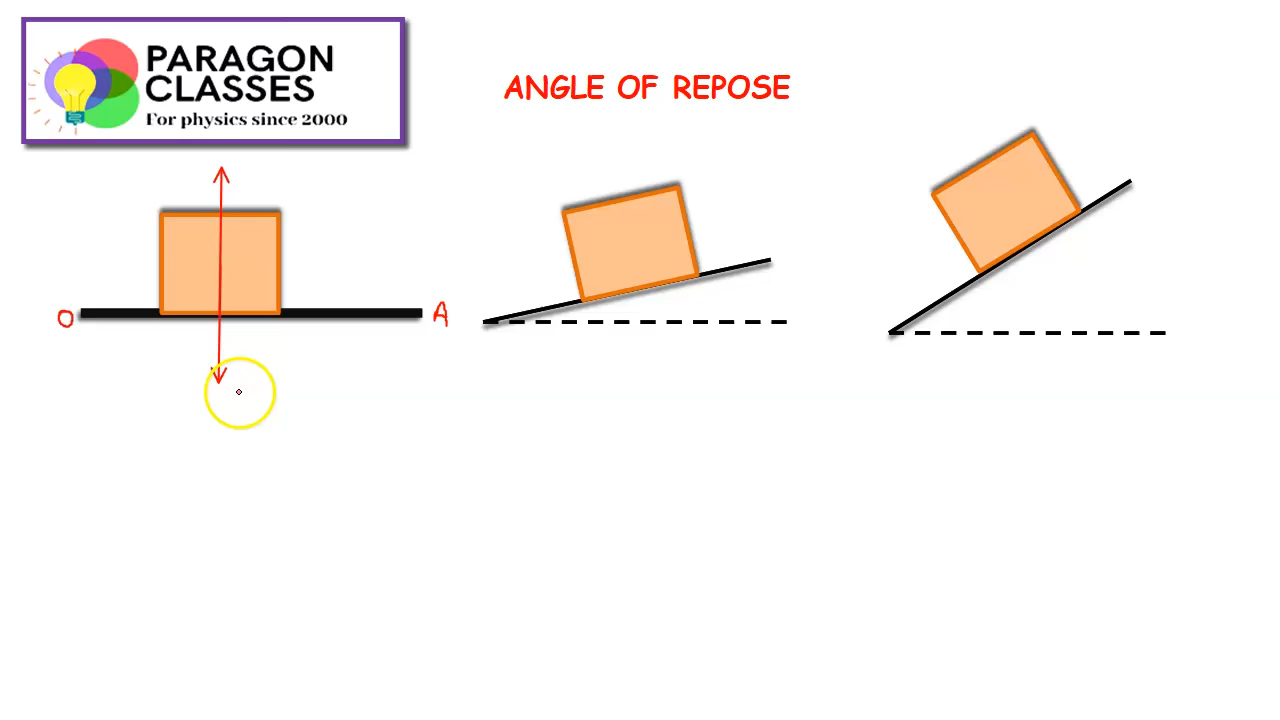 PARAGON
CLASSES
For physics since 2000
ANGLE OF REPOSE
O
A